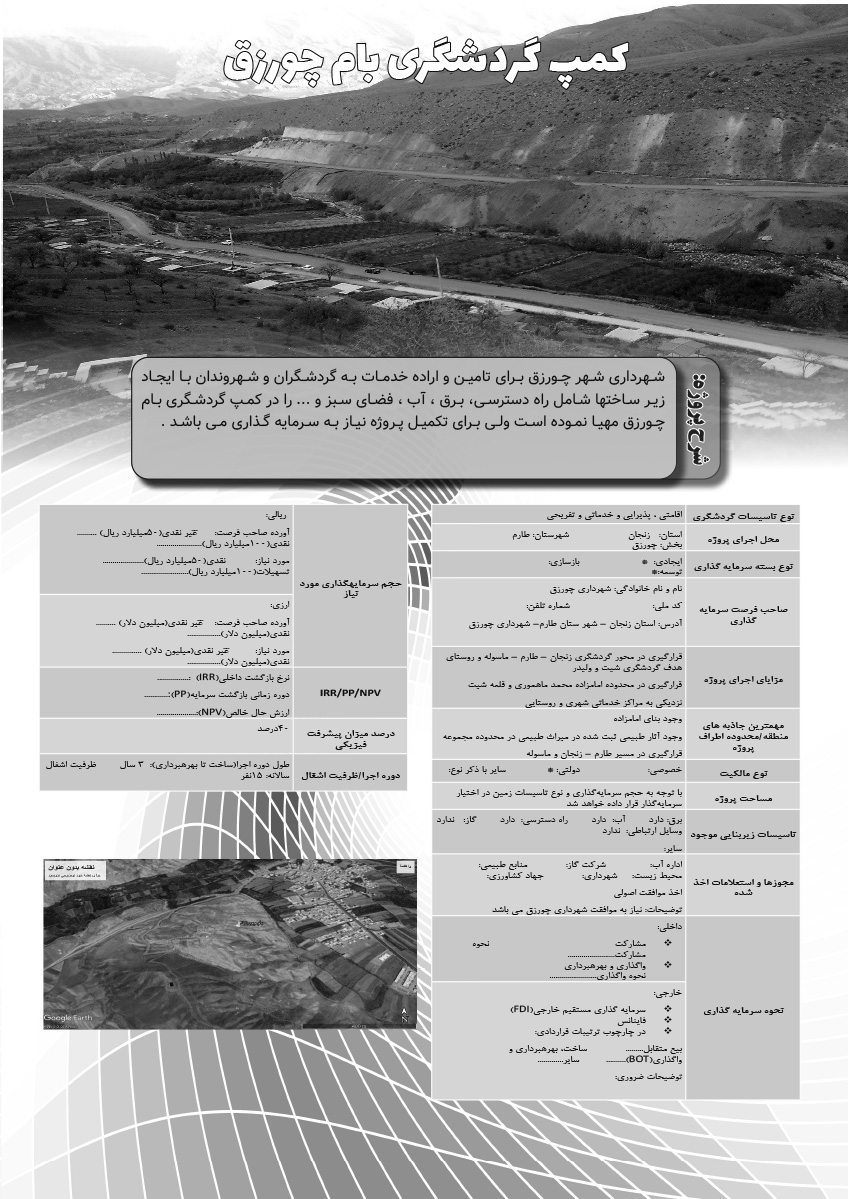 کمپ گردشگری بام چورزق
شرح پروژه:
شهرداری شهر چورزق برای تامین و اراده خدمات به گردشگران و شهروندان با ایجاد
زیر ساختها شامل راه دسترسی، برق ، آب ، فضای سبز و ... را در کمپ گردشگری بام
چورزق مهیا نموده است ولی برای تکمیل پروژه نیاز به سرمایه گذاری می باشد .
نوع تاسیسات گردشگری
اقامتی ، پذیرایی و خدماتی و تفریحی
محل اجرای پروژه
استان: زنجان شهرستان: طارم
بخش: چورزق
نوع بسته سرمایه گذاری
ایجادی: * بازسازی:
توسعه:*
صاحب فرصت سرمایه
گذاری
نام و نام خانوادگی: شهرداری چورزق
کد ملی: شماره تلفن:
آدرس: استان زنجان – شهر ستان طارم– شهرداری چورزق
مزایای اجرای پروژه
قرارگیری در محور گردشگری زنجان – طارم – ماسوله و روستای
هدف گردشگری شیت و ولیدر
قرارگیری در محدوده امامزاده محمد ماهموری و قلعه شیت
نزدیکی به مراکز خدماتی شهری و روستایی
مهمترین جاذبه های
منطقه/محدوده اطراف
پروژه
وجود بنای امامزاده
وجود آثار طبیعی ثبت شده در میراث طبیعی در محدوده مجموعه
قرارگیری در مسیر طارم – زنجان و ماسوله
نوع مالکیت
خصوصی: دولتی: * سایر با ذکر نوع:
مساحت پروژه
با توجه به حجم سرمایه‌گذاری و نوع تاسیسات زمین در اختیار
سرمایه‌گذار قرار داده خواهد شد
تاسیسات زیربنایی موجود
برق: دارد آب: دارد راه دسترسی: دارد گاز: ندارد
وسایل ارتباطی: ندارد
سایر:
مجوزها و استعلامات اخذ
شده
اداره آب: شرکت گاز: منابع طبیعی:
محیط زیست: شهرداری: جهاد کشاورزی:
اخذ موافقت اصولی
توضیحات: نیاز به موافقت شهرداری چورزق می باشد
نحوه سرمایه گذاری
داخلی:
❖ مشارکت نحوه
مشارکت......................
❖ واگذاری و بهرهبرداری
نحوه واگذاری......................
خارجی:
❖ سرمایه گذاری مستقیم خارجی(FDI)
❖ فاینانس
❖ در چارچوب ترتیبات قراردادی:
بیع متقابل......... ساخت، بهرهبرداری و
واگذاری(BOT)......... سایر............
توضیحات ضروری:
حجم سرمایهگذاری مورد
نیاز
ریالی:
آورده صاحب فرصت: غیر نقدی(۵۰میلیارد ریال) .........
نقدی(۱۰۰میلیارد ریال)......................
مورد نیاز: نقدی(۵۰میلیارد ریال)....................
تسهیلات(۱۰۰میلیارد ریال)......................
ارزی:
آورده صاحب فرصت: غیر نقدی(میلیون دلار) .........
نقدی(میلیون دلار)................
مورد نیاز: غیر نقدی(میلیون دلار) .............
نقدی(میلیون دلار)................
IRR/PP/NPV
نرخ بازگشت داخلی(IRR) :...............
دوره زمانی بازگشت سرمایه(PP):............
ارزش حال خالص(NPV):...................
درصد میزان پیشرفت
فیزیکی
۴۰درصد
دوره اجرا/ظرفیت اشغال
طول دوره اجرا(ساخت تا بهرهبرداری): ۳ سال ظرفیت اشغال
سالانه: ۱۵نفر
نقشه بدون عنوان
راهنما
Google Earth